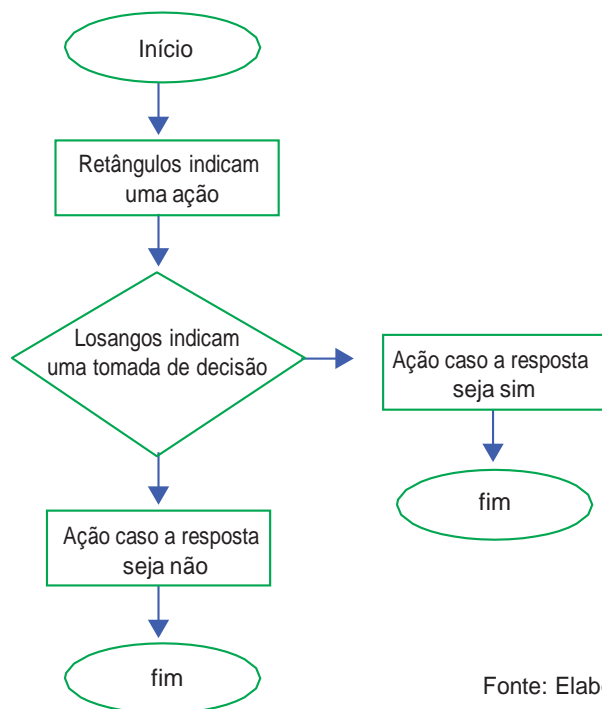 Início
Retângulos indicam
uma ação
Losangos indicam
uma tomada de decisão
Ação caso a resposta
seja sim
fim
Ação caso a resposta
seja não
fim
Fonte: